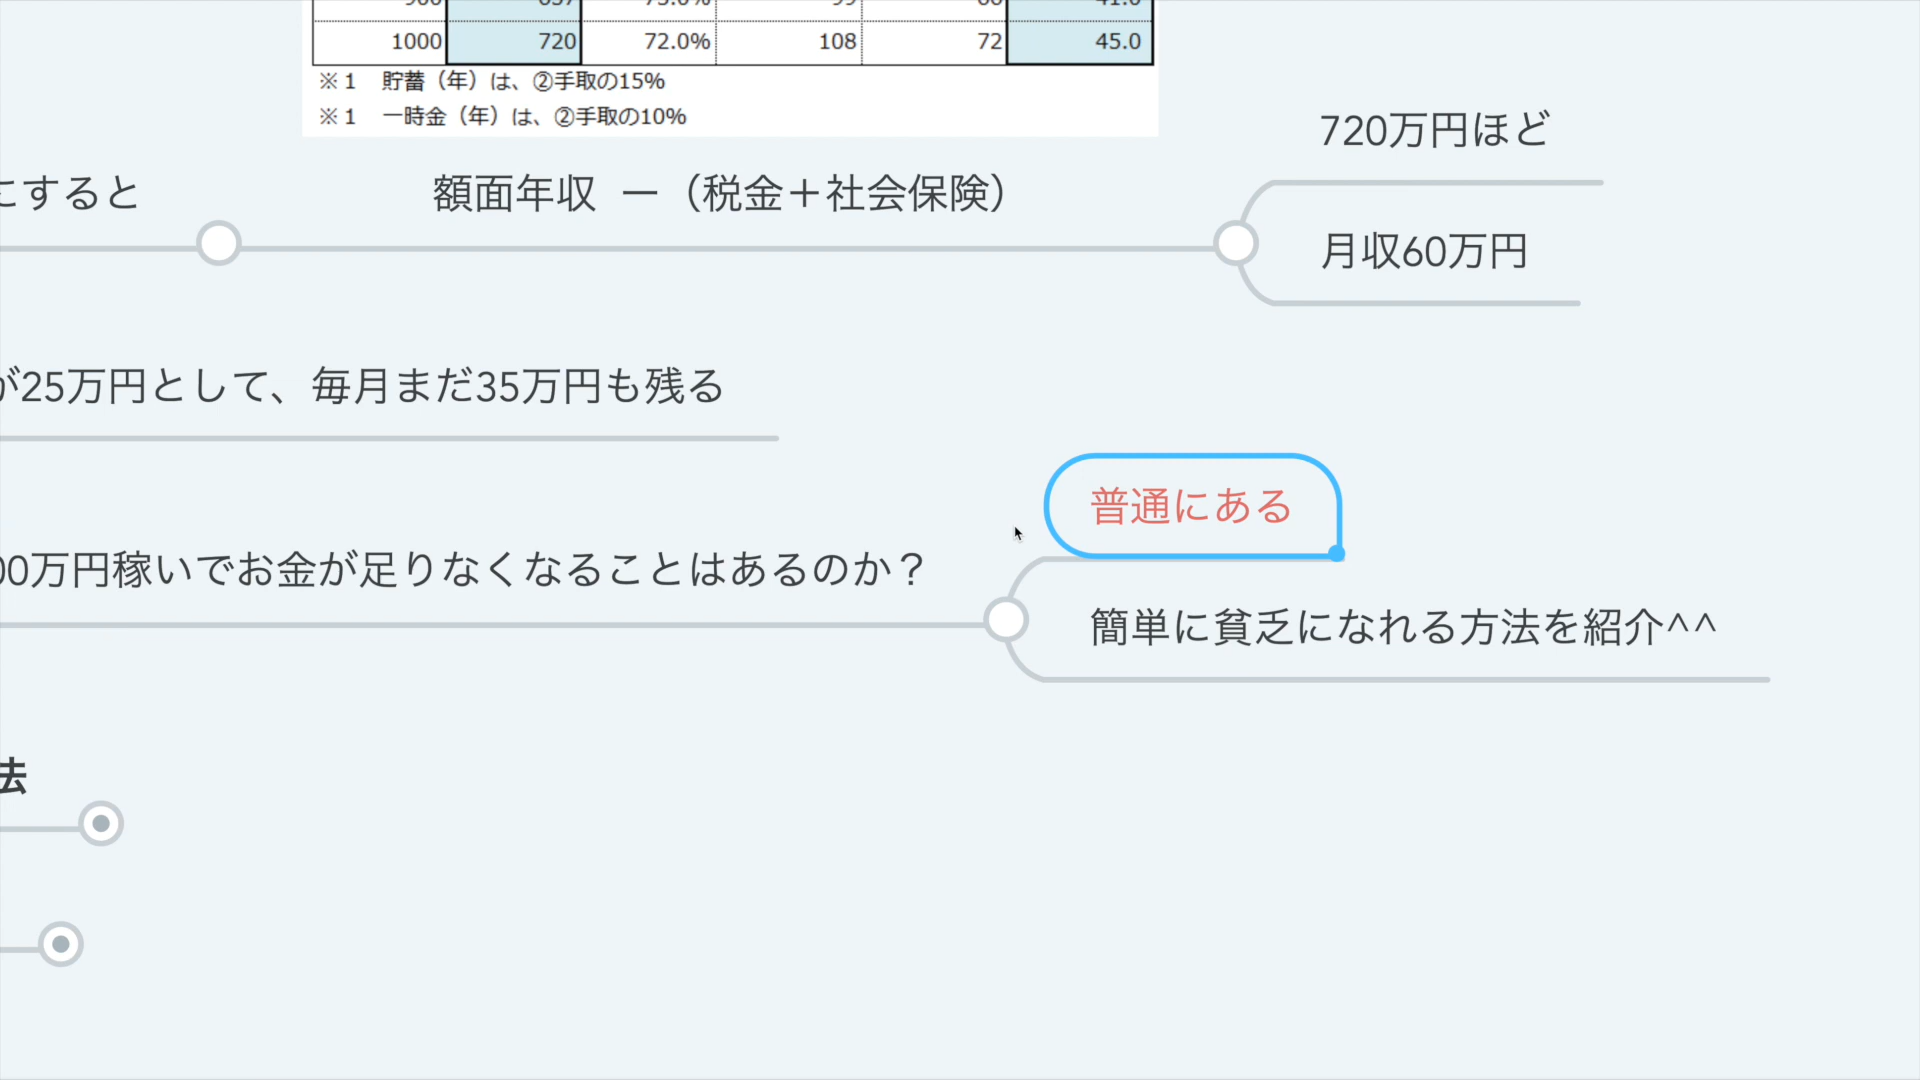 1000 720 72.0% 108 72 45.0
※1 貯蓄（年）は、②手取の15%
※1 一時金（年）は、②手取の10%
720万円ほど
にすると
額面年収 ー（税金＋社会保険）
月収60万円
が25万円として、毎月まだ35万円も残る
普通にある
00万円稼いでお金が足りなくなることはあるのか？
簡単に貧乏になれる方法を紹介^^
法